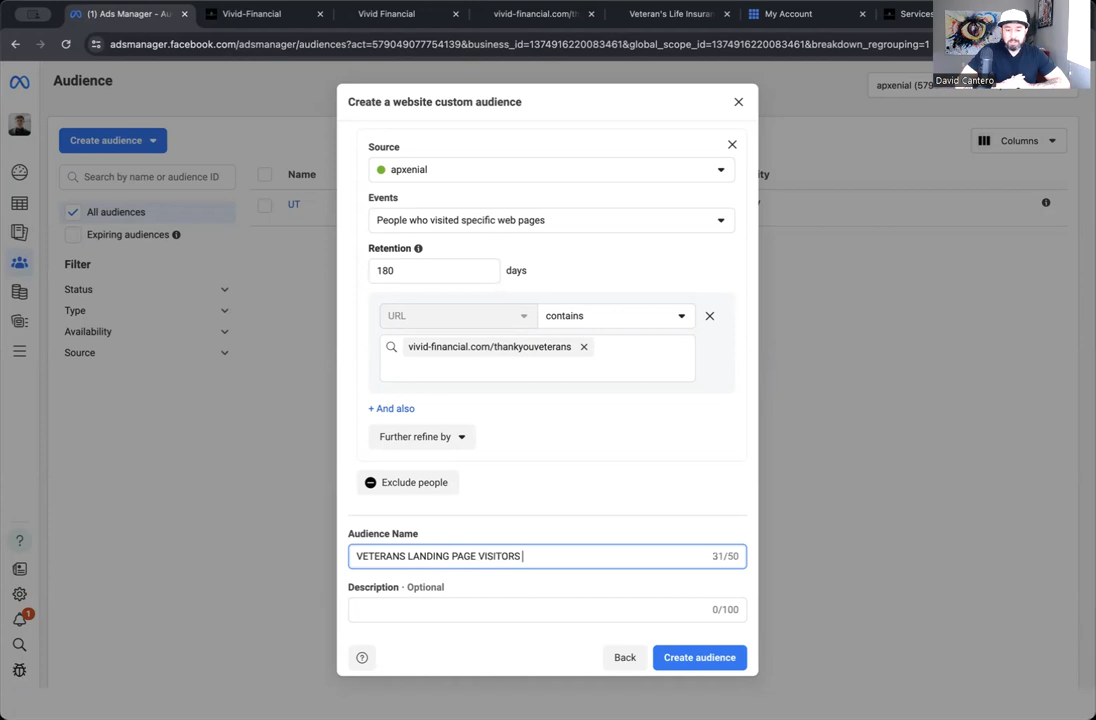 (1) Ads Manager - Au
Vivid-Financial
Vivid Financial
vivid-financial.com/th
Veteran's Life Insuran
My Account
Services
adsmanager.facebook.com/adsmanager/audiences?act=579049077754139&business_id=1374916220083461&global_scope_id=1374916220083461&breakdown_regrouping=1
David Cantero
Audience
apxenial (579
Create audience
Columns
Search by name or audience ID
Name
ity
All audiences
UT
Expiring audiences
Filter
Status
Type
Availability
Source
Create a website custom audience
Source
apxenial
Events
People who visited specific web pages
Retention
180
days
URL
contains
vivid-financial.com/thankyouveterans
+ And also
Further refine by
Exclude people
Audience Name
VETERANS LANDING PAGE VISITORS
31/50
Description · Optional
0/100
Back
Create audience
1